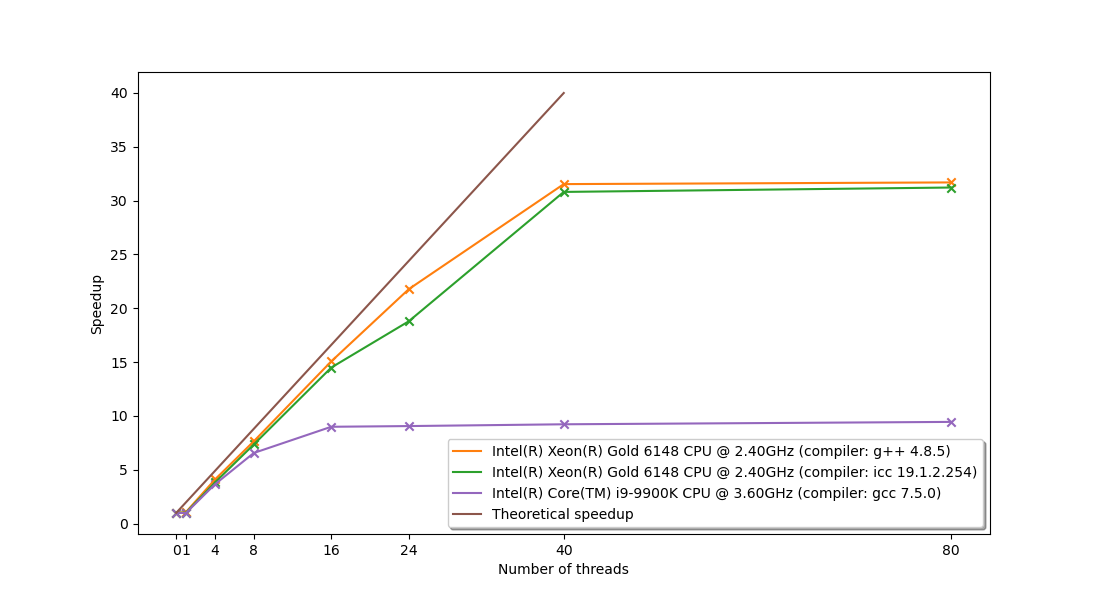 40
35
30
25
20
15
10
5
0
Speedup
Intel(R) Xeon(R) Gold 6148 CPU @ 2.40GHz (compiler: g++ 4.8.5)
Intel(R) Xeon(R) Gold 6148 CPU @ 2.40GHz (compiler: icc 19.1.2.254)
Intel(R) Core(TM) i9-9900K CPU @ 3.60GHz (compiler: gcc 7.5.0)
Theoretical speedup
0 1 4 8 16 24 40 80
Number of threads